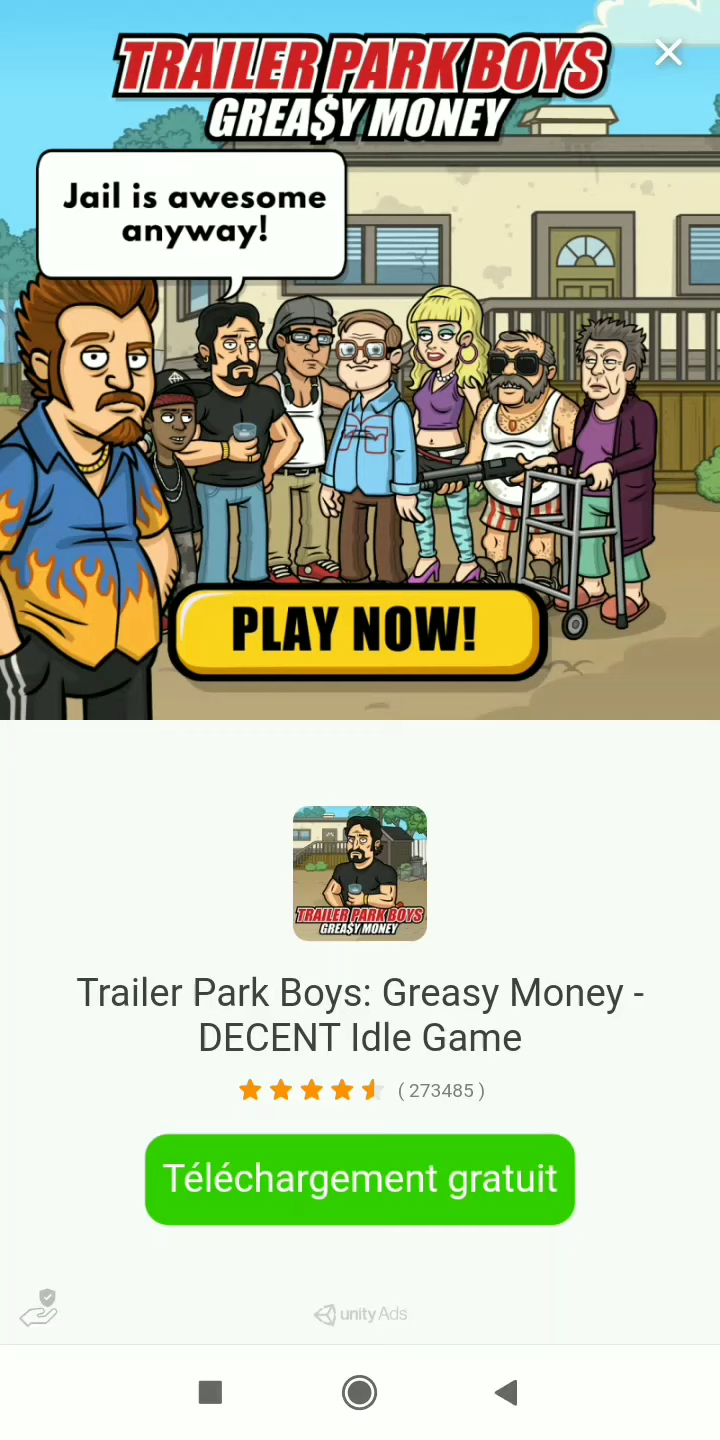 TRAILER PARK BOYS
GREA$Y MONEY
Jail is awesome
anyway!
PLAY NOW!
TRAILER PARK BOYS
GREA$Y MONEY
Trailer Park Boys: Greasy Money -
DECENT Idle Game
( 273485 )
Téléchargement gratuit
unity Ads